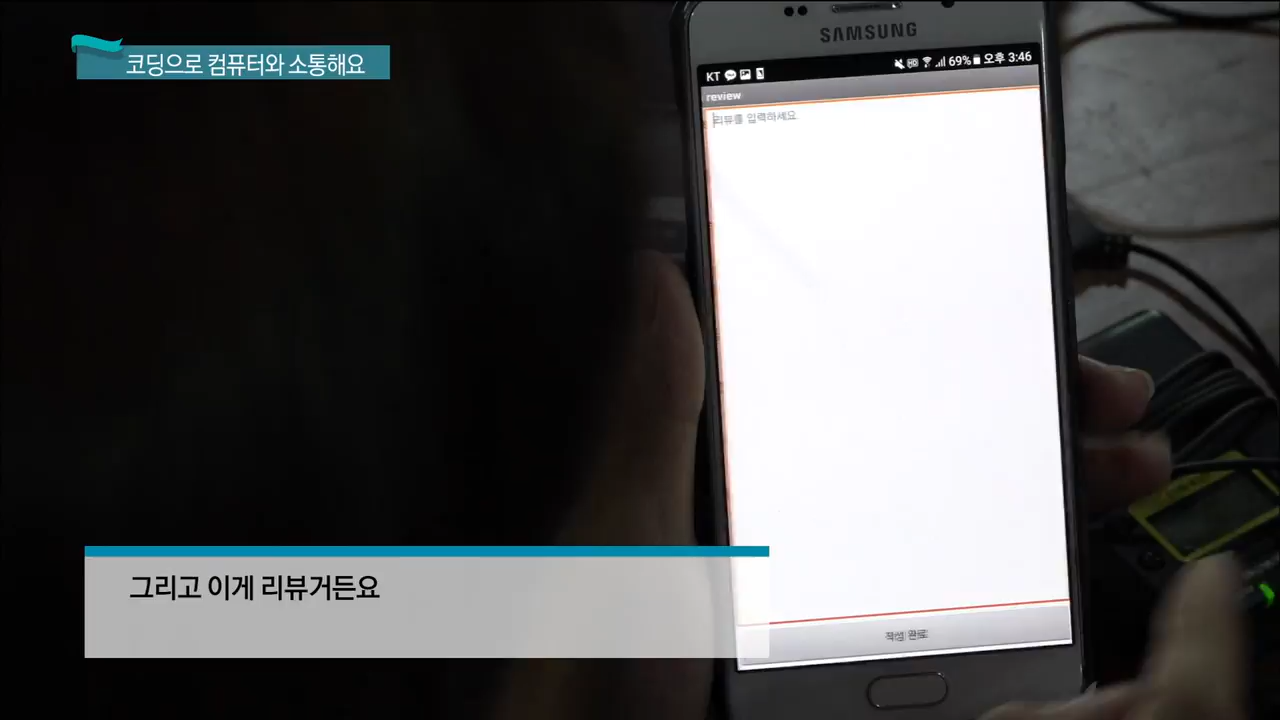 코딩으로 컴퓨터와 소통해요
SAMSUNG
KT 69% 오후 3:46
review
리뷰를 입력하세요
작성 완료
그리고 이게 리뷰거든요